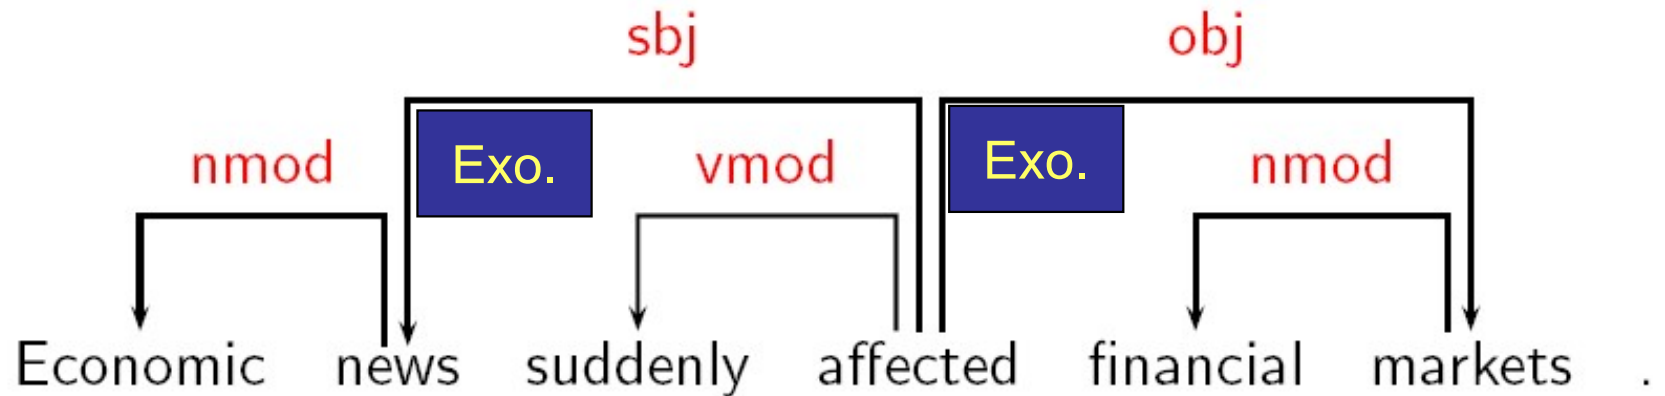 sbj obj
nmod Exo. vmod Exo. nmod
Economic news suddenly affected financial markets .